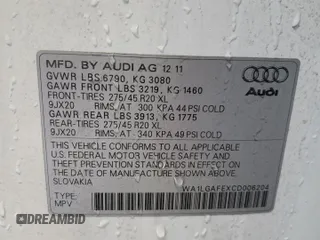 MFD. BY AUDI AG 12 11
GVWR LBS 6790, KG 3080
GAWR FRONT LBS 3219, KG 1460
FRONT-TIRES 275/45 R20 XL
9JX20 RIMS, AT 300 KPA 44 PSI COLD
GAWR REAR LBS 3913, KG 1775
REAR-TIRES 275/45 R20 XL
9JX20 RIMS, AT 340 KPA 49 PSI COLD
Audi
THIS VEHICLE CONFORMS TO ALL APPLICABLE
FEDERAL MOTOR VEHICLE SAFETY STANDARDS IN EFFECT ON
THE DATE OF MANUFACTURE SHOWN ABOVE.
SLOVAKIA
WA1LGAFEXCD006204
TYPE:
MPV
DREAMBID